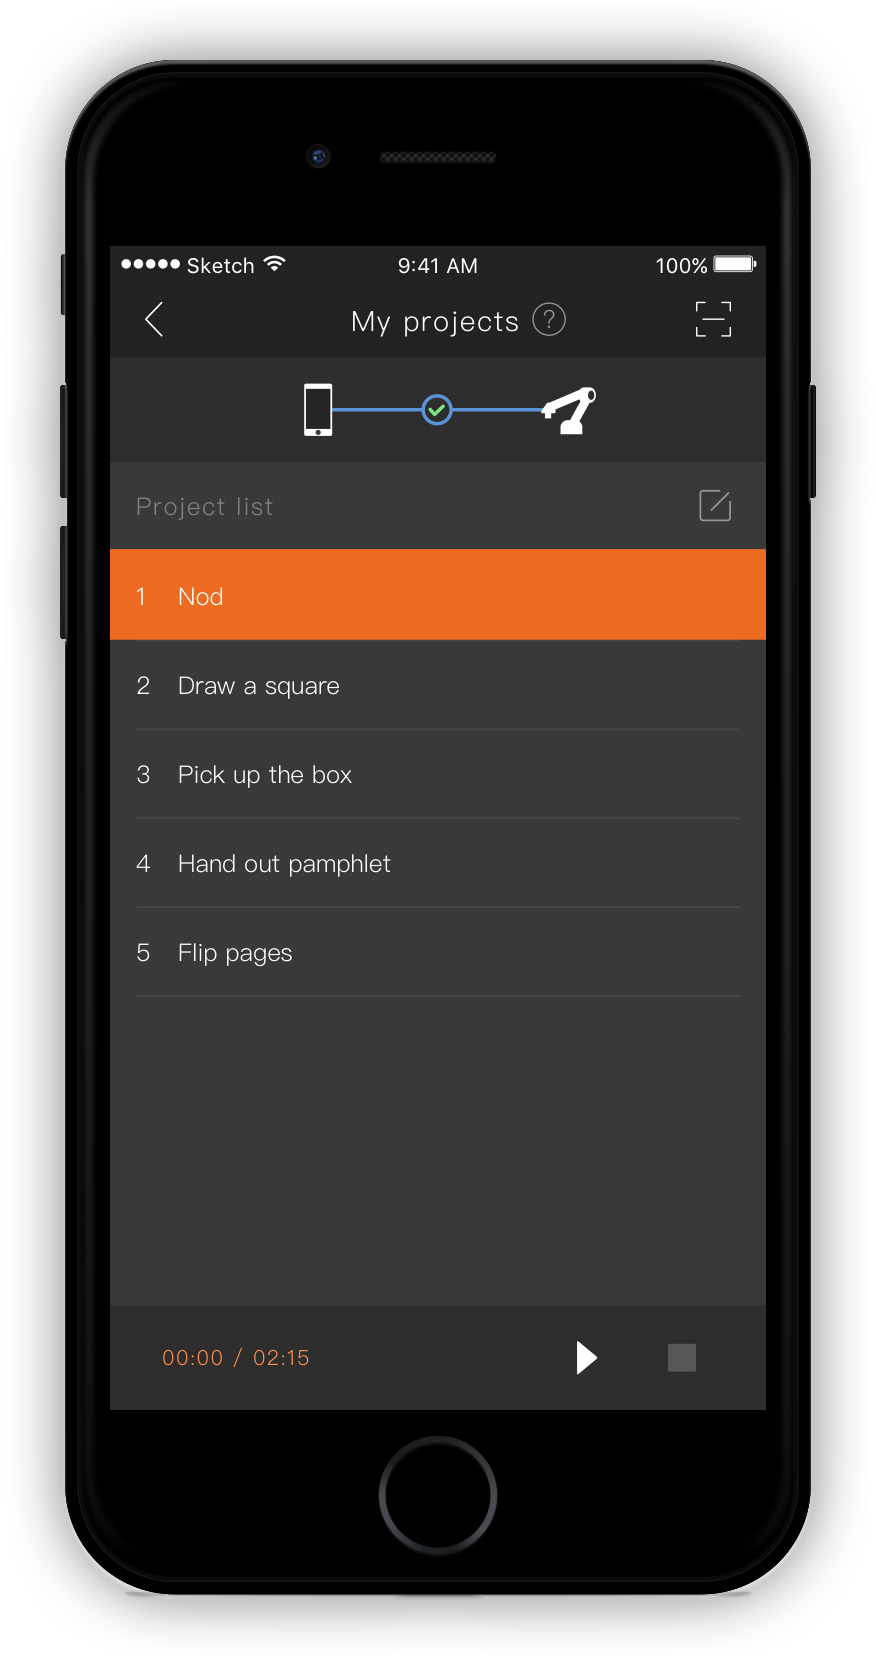 Sketch 9:41 AM 100%
My projects ?
Project list
1 Nod
2 Draw a square
3 Pick up the box
4 Hand out pamphlet
5 Flip pages
00:00 / 02:15